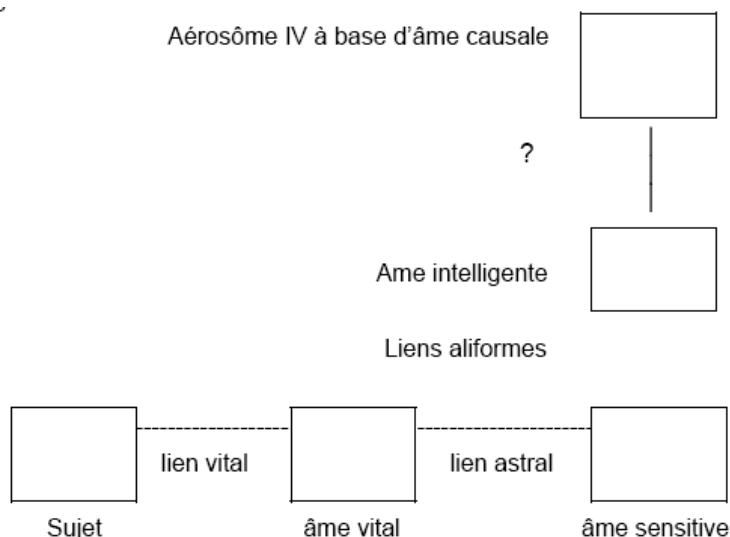 Aérosôme IV à base d’âme causale
?
Ame intelligente
Liens aliformes
lien vital lien astral
Sujet âme vital âme sensitive